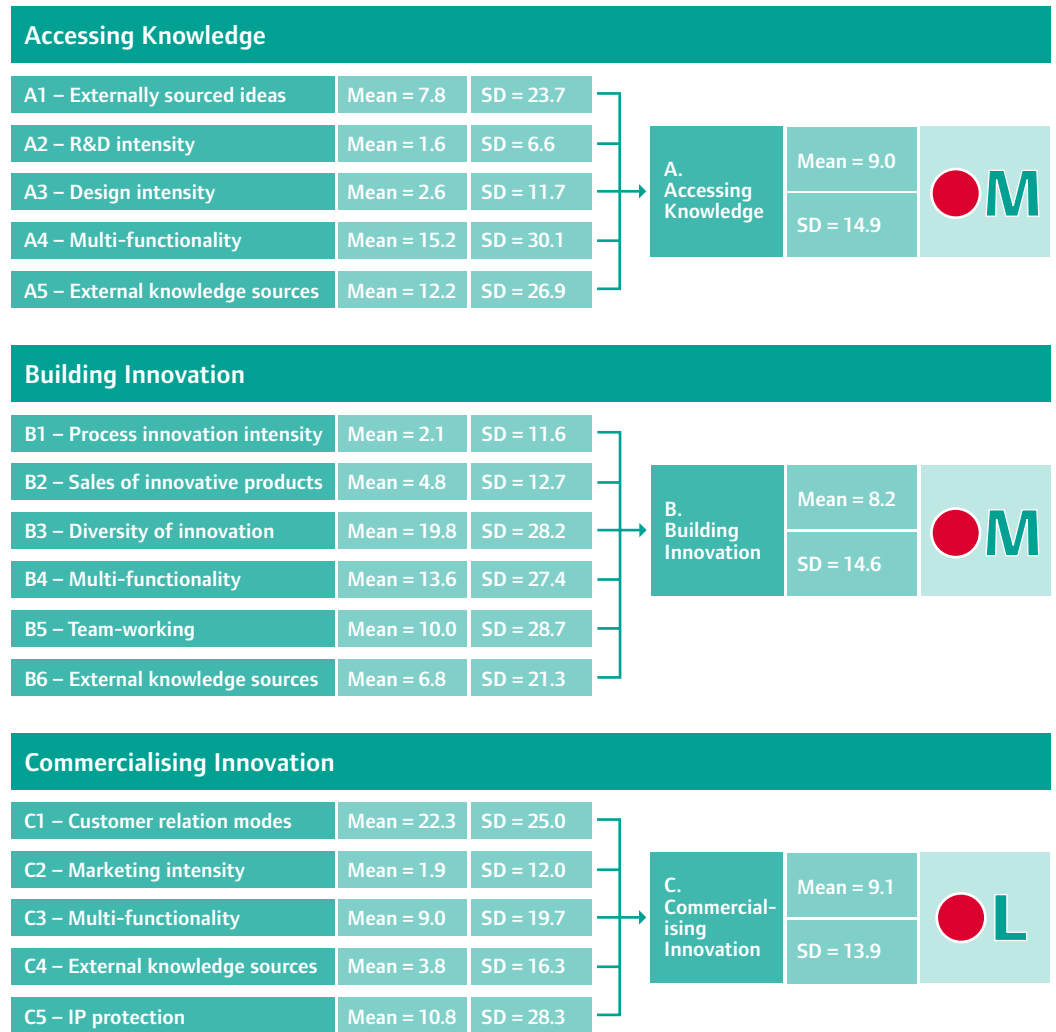 Accessing Knowledge
A1 – Externally sourced ideas Mean = 7.8 SD = 23.7
A2 – R&D intensity Mean = 1.6 SD = 6.6
A3 – Design intensity Mean = 2.6 SD = 11.7
A4 – Multi-functionality Mean = 15.2 SD = 30.1
A5 – External knowledge sources Mean = 12.2 SD = 26.9
A.
Accessing
Knowledge
Mean = 9.0
SD = 14.9
M
Building Innovation
B1 – Process innovation intensity Mean = 2.1 SD = 11.6
B2 – Sales of innovative products Mean = 4.8 SD = 12.7
B3 – Diversity of innovation Mean = 19.8 SD = 28.2
B4 – Multi-functionality Mean = 13.6 SD = 27.4
B5 – Team-working Mean = 10.0 SD = 28.7
B6 – External knowledge sources Mean = 6.8 SD = 21.3
B.
Building
Innovation
Mean = 8.2
SD = 14.6
M
Commercialising Innovation
C1 – Customer relation modes Mean = 22.3 SD = 25.0
C2 – Marketing intensity Mean = 1.9 SD = 12.0
C3 – Multi-functionality Mean = 9.0 SD = 19.7
C4 – External knowledge sources Mean = 3.8 SD = 16.3
C5 – IP protection Mean = 10.8 SD = 28.3
C.
Commercial-
ising
Innovation
Mean = 9.1
SD = 13.9
L